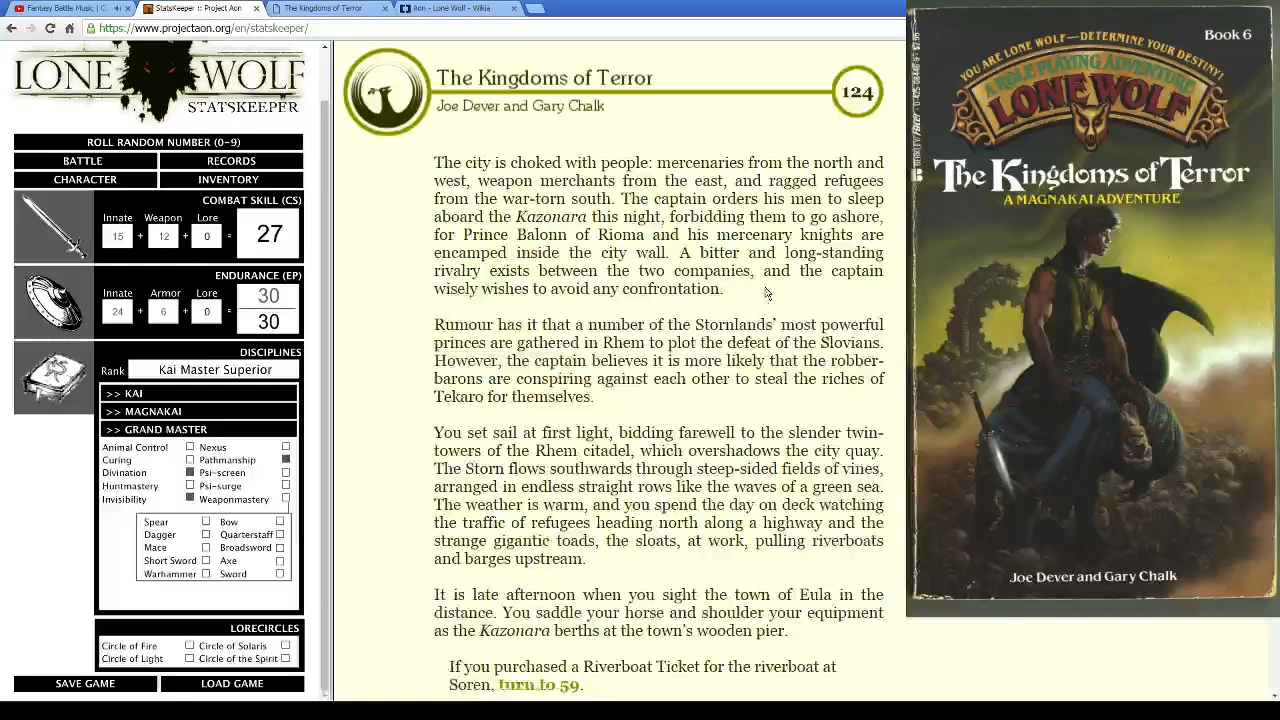 Fantasy Battle Music | C
StatsKeeper :: Project Aon
The Kingdoms of Terror
Aon - Lone Wolf - Wikia
https://www.projectaon.org/en/statskeeper/
LONE WOLF
STATSKEEPER
ROLL RANDOM NUMBER (0-9)
BATTLE RECORDS
CHARACTER INVENTORY
COMBAT SKILL (CS)
Innate Weapon Lore
15 + 12 + 0 = 27
ENDURANCE (EP)
Innate Armor Lore 30
24 + 6 + 0 = 30
DISCIPLINES
Rank Kai Master Superior
>> KAI
>> MAGNAKAI
>> GRAND MASTER
Animal Control Nexus
Curing Pathmanship
Divination Psi-screen
Huntmastery Psi-surge
Invisibility Weaponmastery
Spear Bow
Dagger Quarterstaff
Mace Broadsword
Short Sword Axe
Warhammer Sword
LORECIRCLES
Circle of Fire Circle of Solaris
Circle of Light Circle of the Spirit
SAVE GAME LOAD GAME
The Kingdoms of Terror
Joe Dever and Gary Chalk
124
The city is choked with people: mercenaries from the north and
west, weapon merchants from the east, and ragged refugees
from the war-torn south. The captain orders his men to sleep
aboard the Kazonara this night, forbidding them to go ashore,
for Prince Balonn of Rioma and his mercenary knights are
encamped inside the city wall. A bitter and long-standing
rivalry exists between the two companies, and the captain
wisely wishes to avoid any confrontation.
Rumour has it that a number of the Stornlands’ most powerful
princes are gathered in Rhem to plot the defeat of the Slovians.
However, the captain believes it is more likely that the robber-
barons are conspiring against each other to steal the riches of
Tekaro for themselves.
You set sail at first light, bidding farewell to the slender twin-
towers of the Rhem citadel, which overshadows the city quay.
The Storn flows southwards through steep-sided fields of vines,
arranged in endless straight rows like the waves of a green sea.
The weather is warm, and you spend the day on deck watching
the traffic of refugees heading north along a highway and the
strange gigantic toads, the sloats, at work, pulling riverboats
and barges upstream.
It is late afternoon when you sight the town of Eula in the
distance. You saddle your horse and shoulder your equipment
as the Kazonara berths at the town’s wooden pier.
If you purchased a Riverboat Ticket for the riverboat at
Soren, turn to 59.
Book 6
YOU ARE LONE WOLF—DETERMINE YOUR DESTINY!
A ROLE PLAYING ADVENTURE
LONE WOLF
The Kingdoms of Terror
A MAGNAKAI ADVENTURE
Joe Dever and Gary Chalk